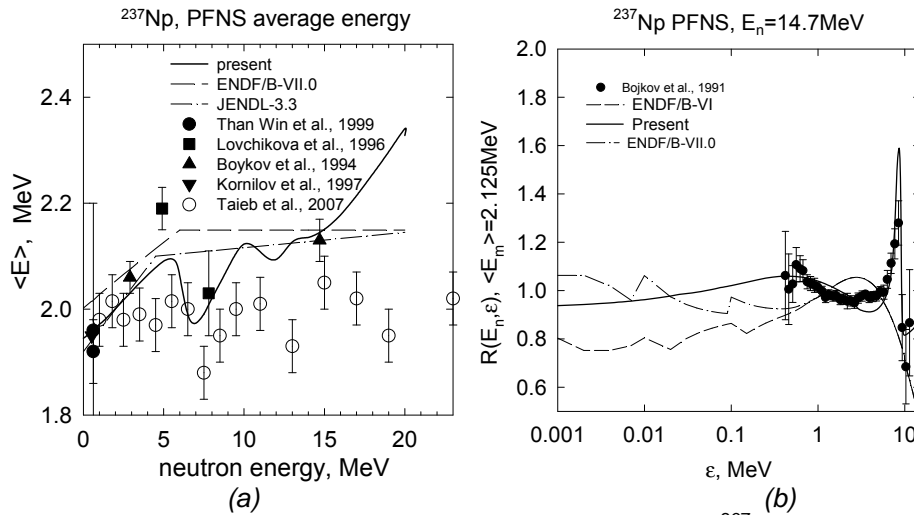 ²³⁷Np, PFNS average energy
<E>, MeV
2.4
2.2
2.0
1.8
present
ENDF/B-VII.0
JENDL-3.3
Than Win et al., 1999
Lovchikova et al., 1996
Boykov et al., 1994
Kornilov et al., 1997
Taieb et al., 2007
0 5 10 15 20
neutron energy, MeV
(a)
²³⁷Np PFNS, Eₙ=14.7MeV
R(Eₙ,ε), <Eₘ>=2.125MeV
2.0
1.8
1.6
1.4
1.2
1.0
0.8
0.6
Bojkov et al., 1991
ENDF/B-VI
Present
ENDF/B-VII.0
0.001 0.01 0.1 1 10
ε, MeV
(b)